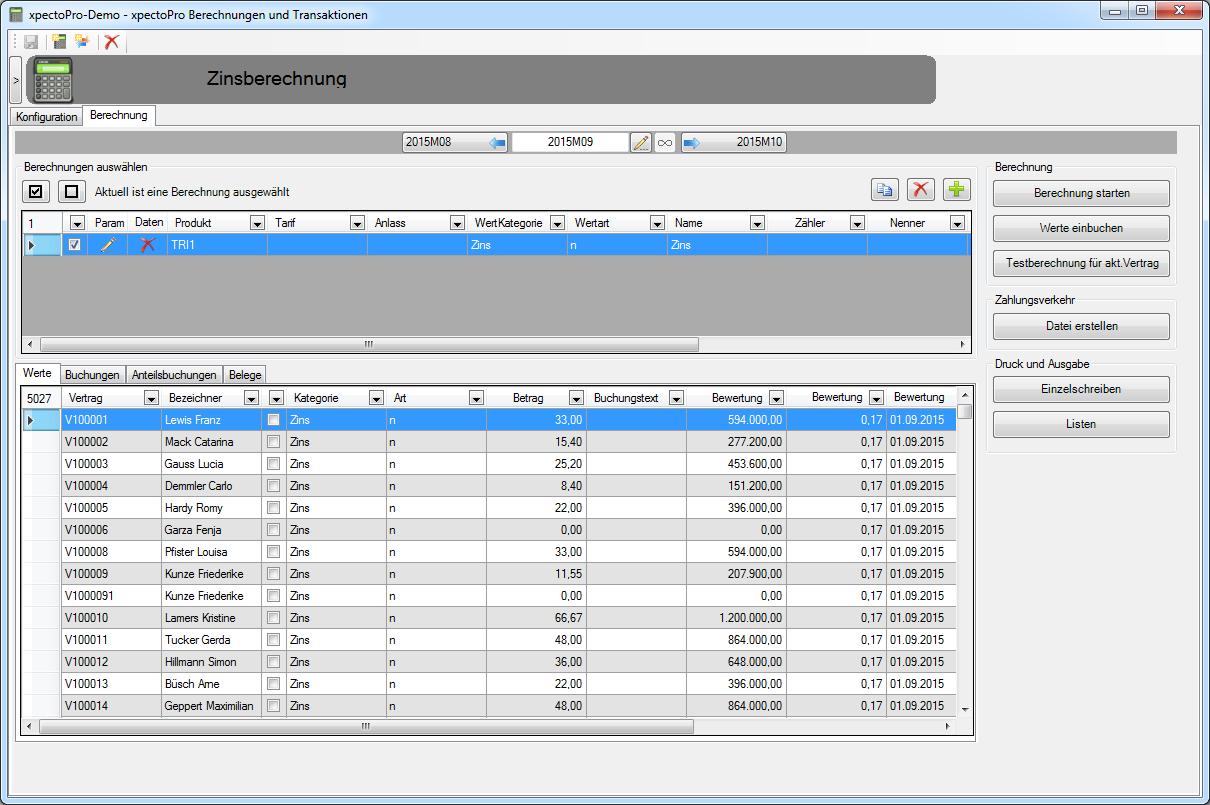 xpectoPro-Demo - xpectoPro Berechnungen und Transaktionen
>
Zinsberechnung
Konfiguration Berechnung
2015M08 2015M09 ∞ 2015M10
Berechnungen auswählen
Aktuell ist eine Berechnung ausgewählt
1 Param Daten Produkt Tarif Anlass WertKategorie Wertart Name Zähler Nenner
TRI1 Zins n Zins
Werte Buchungen Anteilsbuchungen Belege
5027 Vertrag Bezeichner Kategorie Art Betrag Buchungstext Bewertung Bewertung Bewertung
V100001 Lewis Franz Zins n 33,00 594.000,00 0,17 01.09.2015
V100002 Mack Catarina Zins n 15,40 277.200,00 0,17 01.09.2015
V100003 Gauss Lucia Zins n 25,20 453.600,00 0,17 01.09.2015
V100004 Demmler Carlo Zins n 8,40 151.200,00 0,17 01.09.2015
V100005 Hardy Romy Zins n 22,00 396.000,00 0,17 01.09.2015
V100006 Garza Fenja Zins n 0,00 0,00 0,17 01.09.2015
V100008 Pfister Louisa Zins n 33,00 594.000,00 0,17 01.09.2015
V100009 Kunze Friederike Zins n 11,55 207.900,00 0,17 01.09.2015
V1000091 Kunze Friederike Zins n 0,00 0,00 0,17 01.09.2015
V100010 Lamers Kristine Zins n 66,67 1.200.000,00 0,17 01.09.2015
V100011 Tucker Gerda Zins n 48,00 864.000,00 0,17 01.09.2015
V100012 Hillmann Simon Zins n 36,00 648.000,00 0,17 01.09.2015
V100013 Büsch Arne Zins n 22,00 396.000,00 0,17 01.09.2015
V100014 Geppert Maximilian Zins n 48,00 864.000,00 0,17 01.09.2015
Berechnung
Berechnung starten
Werte einbuchen
Testberechnung für akt.Vertrag
Zahlungsverkehr
Datei erstellen
Druck und Ausgabe
Einzelschreiben
Listen